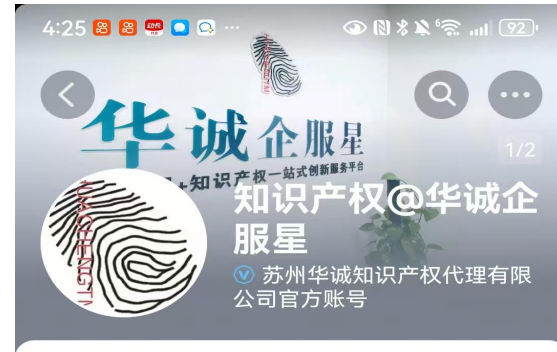 4:25
92
华诚企服星
+知识产权一站式创新服务平台
1/2
HUACHENGTM
知识产权@华诚企
服星
苏州华诚知识产权代理有限
公司官方账号